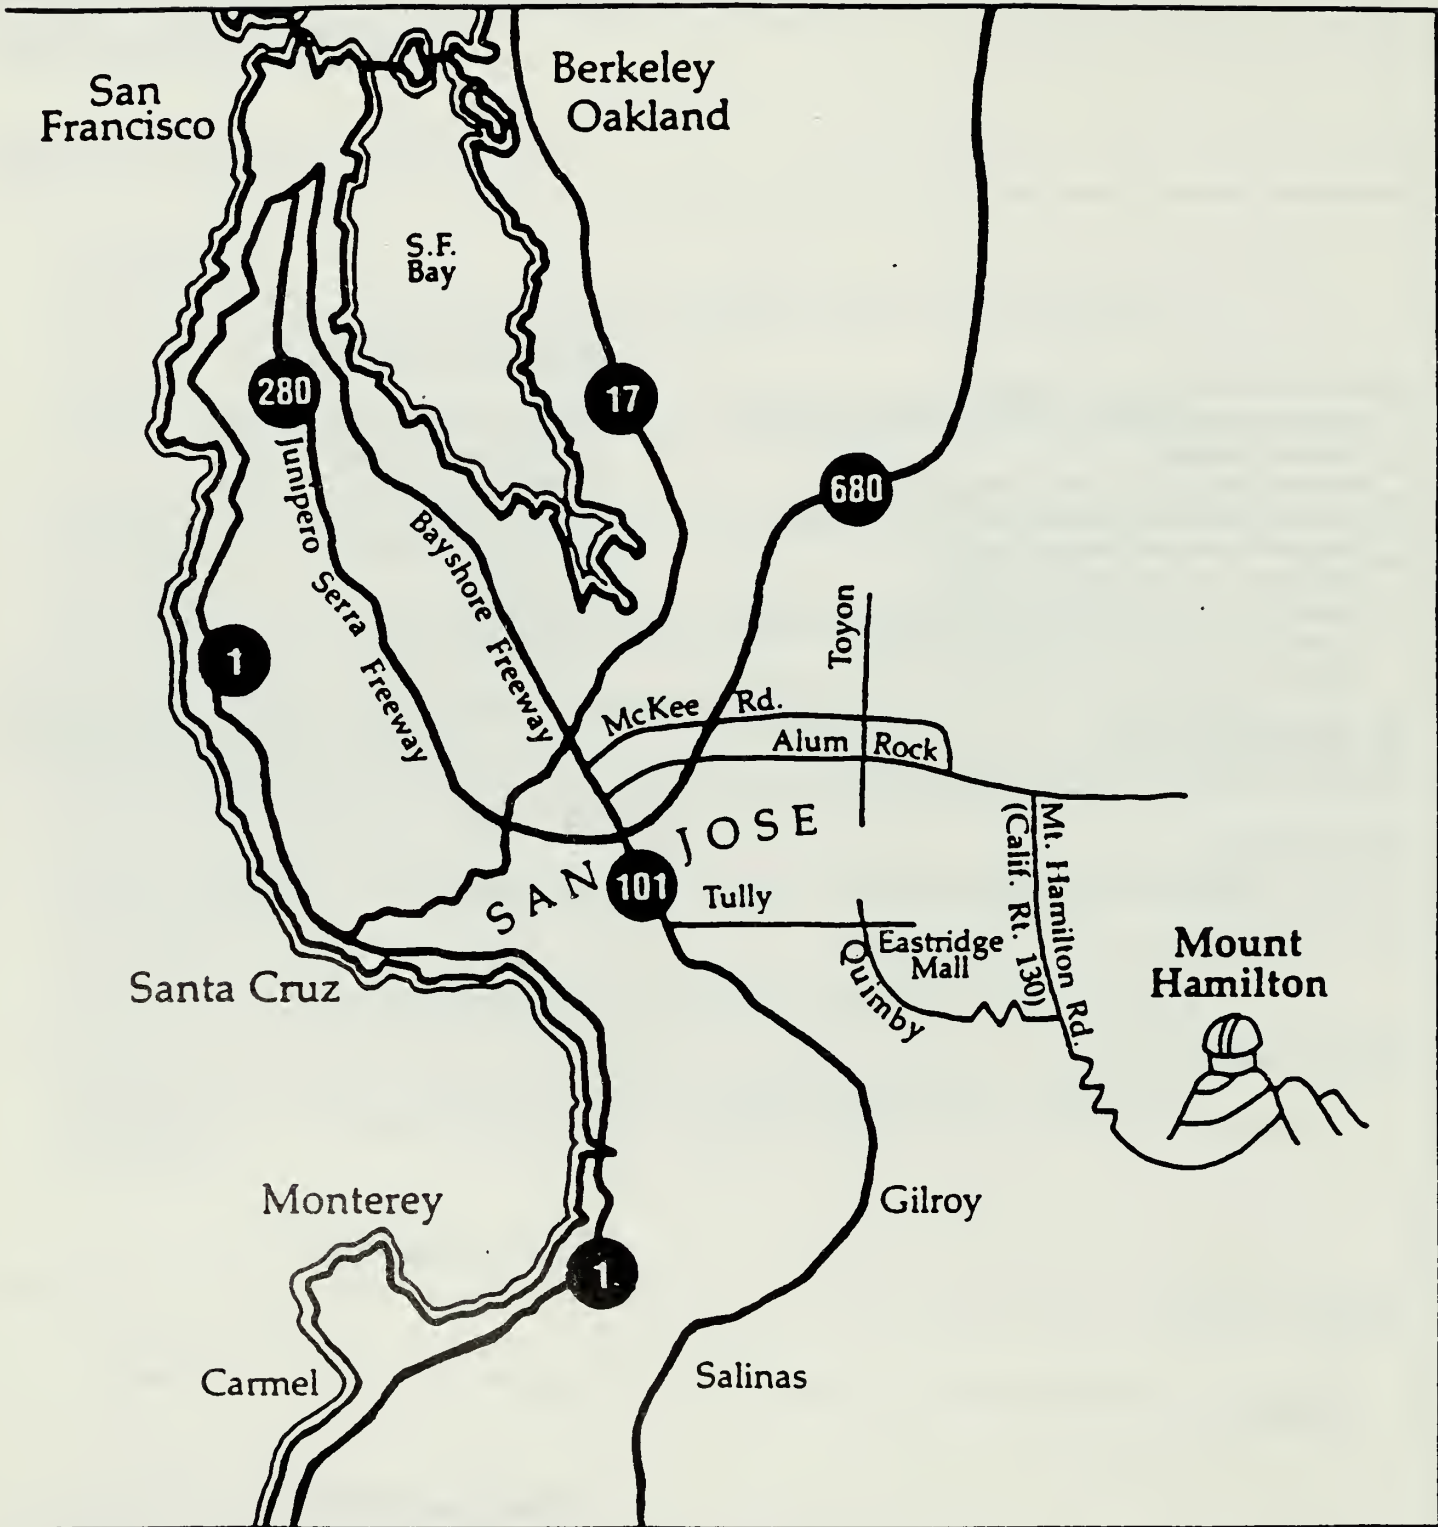 San
Francisco
Berkeley
Oakland
S.F.
Bay
280
17
680
Junipero Serra Freeway
Bayshore Freeway
Toyon
1
McKee Rd.
Alum Rock
SAN JOSE
101
Tully
Eastridge
Mall
Quimby
Mt. Hamilton Rd.
(Calif. Rt. 130)
Mount
Hamilton
Santa Cruz
Monterey
Gilroy
1
Carmel
Salinas